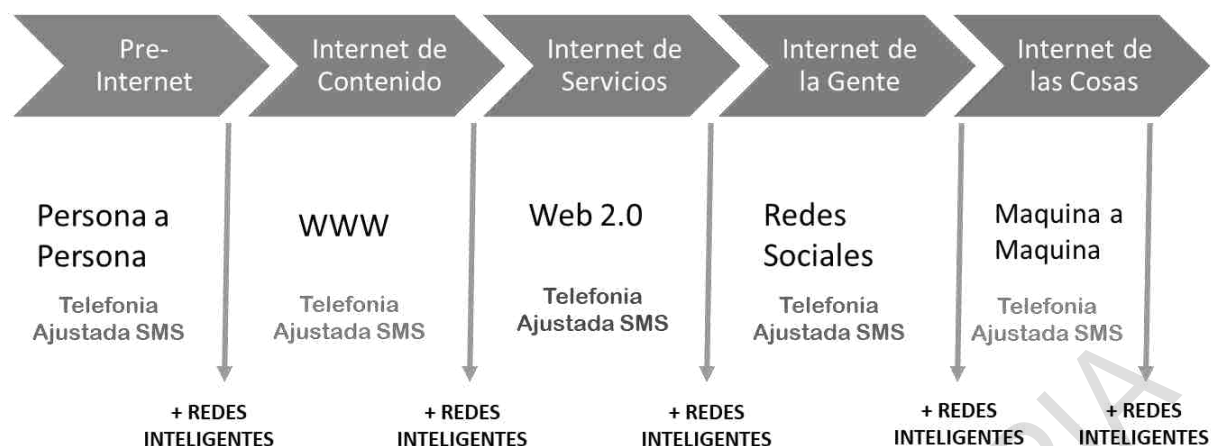 Pre-
Internet
Internet de
Contenido
Internet de
Servicios
Internet de
la Gente
Internet de
las Cosas
Persona a
Persona
Telefonia
Ajustada SMS
WWW
Telefonia
Ajustada SMS
Web 2.0
Telefonia
Ajustada SMS
Redes
Sociales
Telefonia
Ajustada SMS
Maquina a
Maquina
Telefonia
Ajustada SMS
+ REDES
INTELIGENTES
+ REDES
INTELIGENTES
+ REDES
INTELIGENTES
+ REDES
INTELIGENTES
+ REDES
INTELIGENTES